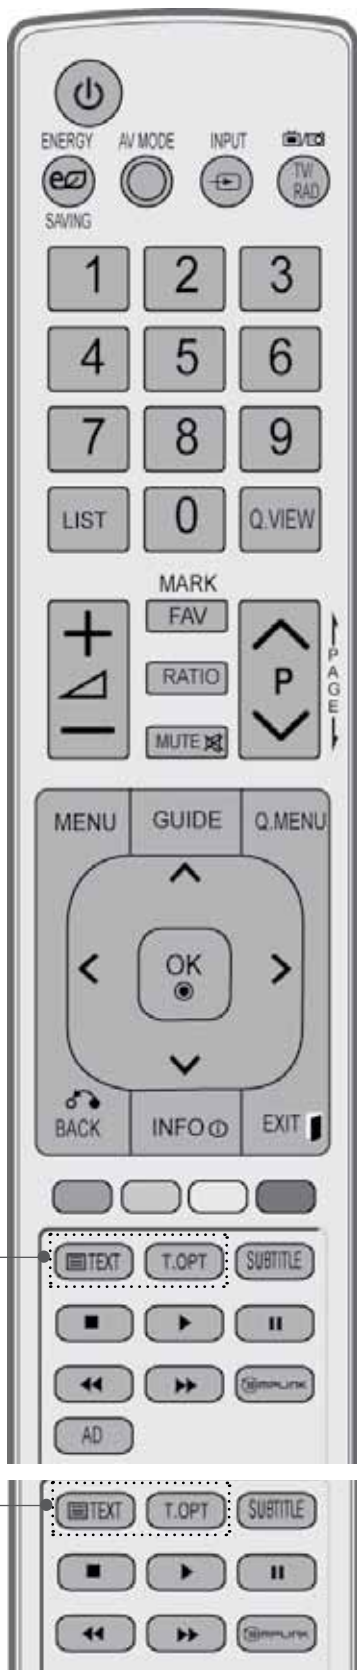 ENERGY AV MODE INPUT
TV/
RAD
SAVING
1 2 3
4 5 6
7 8 9
LIST 0 Q.VIEW
MARK
FAV
RATIO
P
PAGE
MUTE
MENU GUIDE Q.MENU
OK
BACK INFO EXIT
TEXT T.OPT SUBTITLE
SIMPLINK
AD
TEXT T.OPT SUBTITLE
SIMPLINK